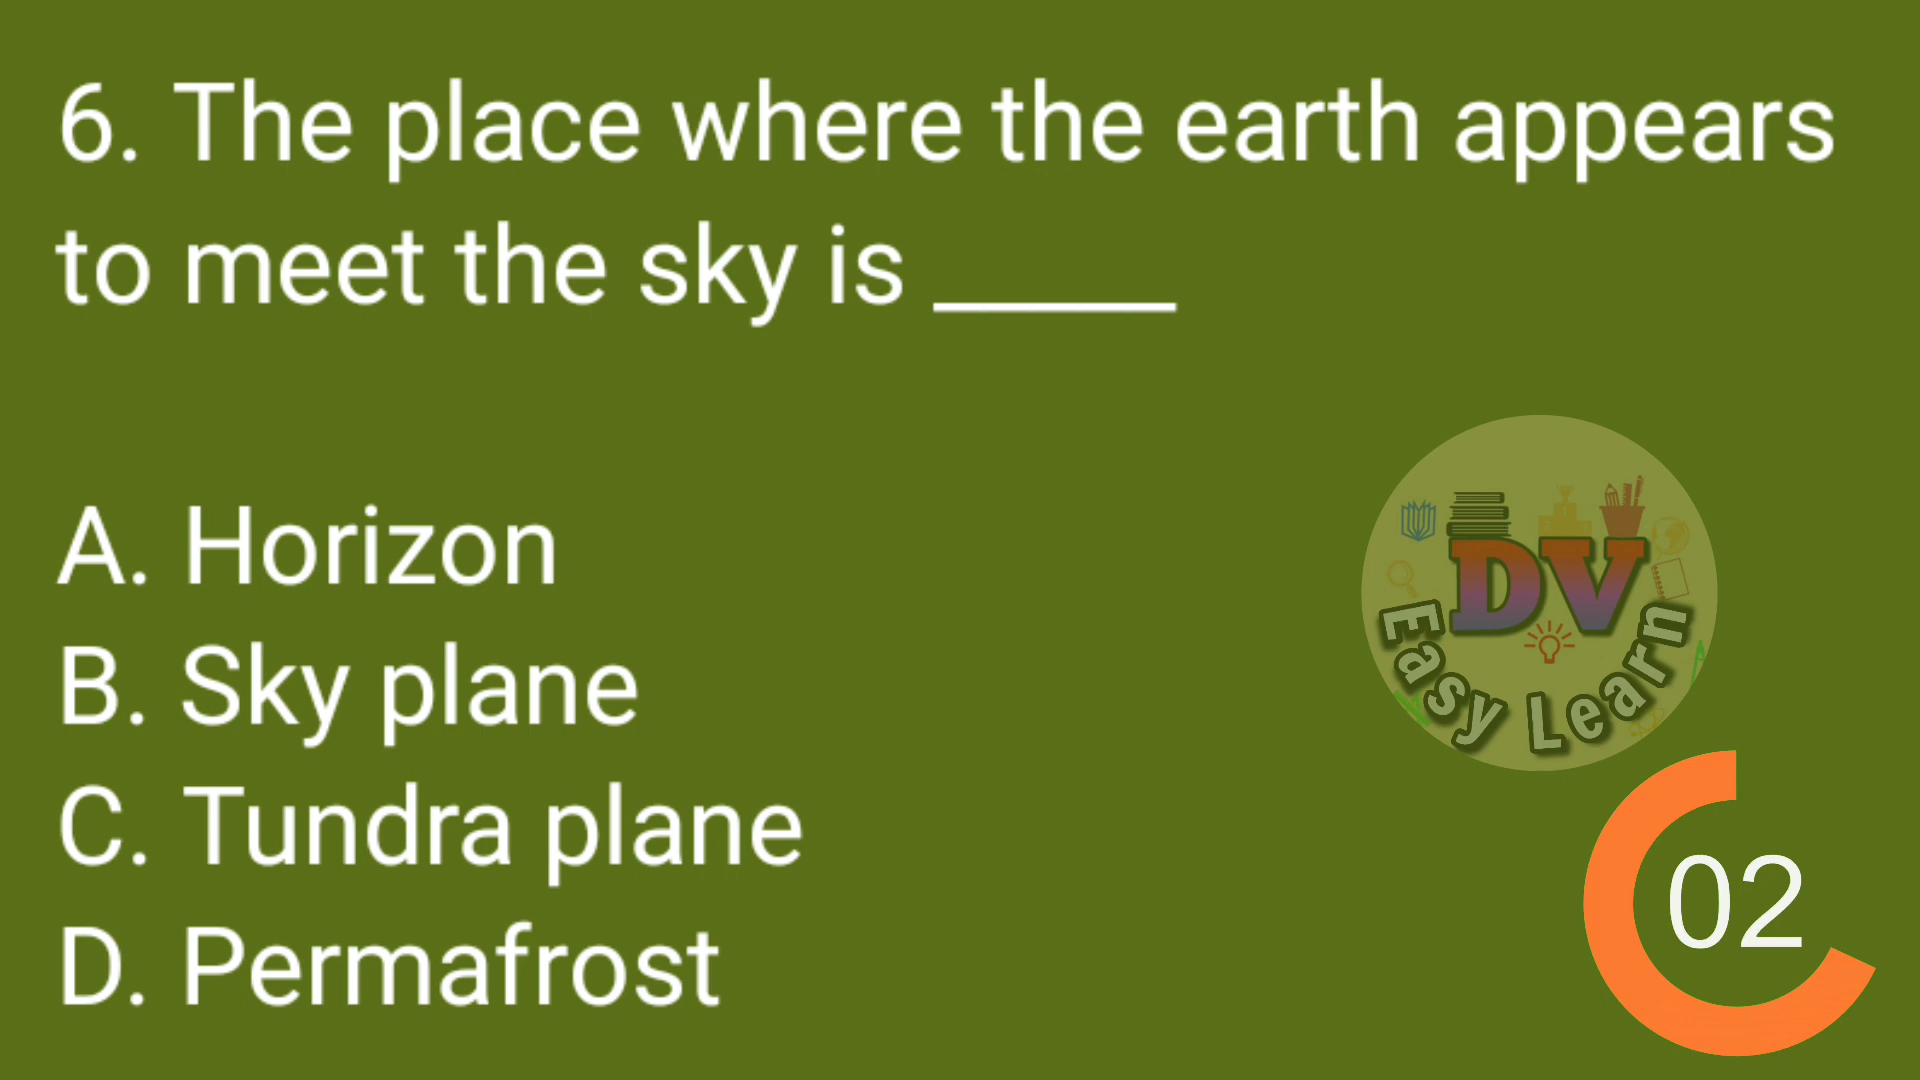 6. The place where the earth appears
to meet the sky is _____
A. Horizon
B. Sky plane
C. Tundra plane
D. Permafrost
DV
Easy Learn
02